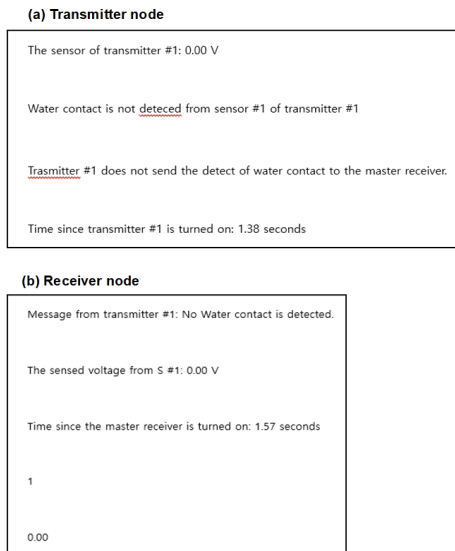 (a) Transmitter node
The sensor of transmitter #1: 0.00 V
Water contact is not deteced from sensor #1 of transmitter #1
Trasmitter #1 does not send the detect of water contact to the master receiver.
Time since transmitter #1 is turned on: 1.38 seconds
(b) Receiver node
Message from transmitter #1: No Water contact is detected.
The sensed voltage from S #1: 0.00 V
Time since the master receiver is turned on: 1.57 seconds
1
0.00